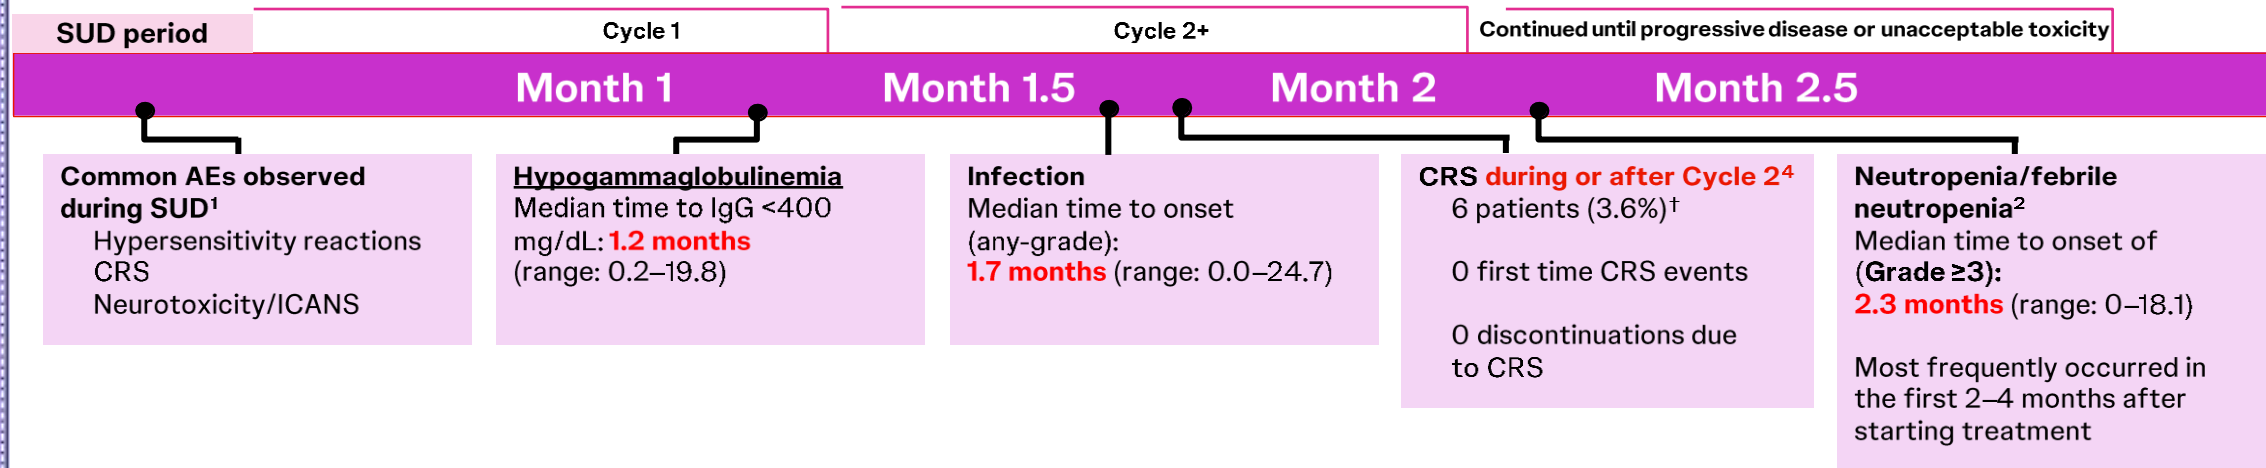 SUD period
Cycle 1
Cycle 2+
Continued until progressive disease or unacceptable toxicity
Month 1
Month 1.5
Month 2
Month 2.5
Common AEs observed
during SUD¹
Hypersensitivity reactions
CRS
Neurotoxicity/ICANS
Hypogammaglobulinemia
Median time to IgG <400
mg/dL: 1.2 months
(range: 0.2–19.8)
Infection
Median time to onset
(any-grade):
1.7 months (range: 0.0–24.7)
CRS during or after Cycle 2⁴
6 patients (3.6%)†
0 first time CRS events
0 discontinuations due
to CRS
Neutropenia/febrile
neutropenia²
Median time to onset of
(Grade ≥3):
2.3 months (range: 0–18.1)
Most frequently occurred in
the first 2–4 months after
starting treatment